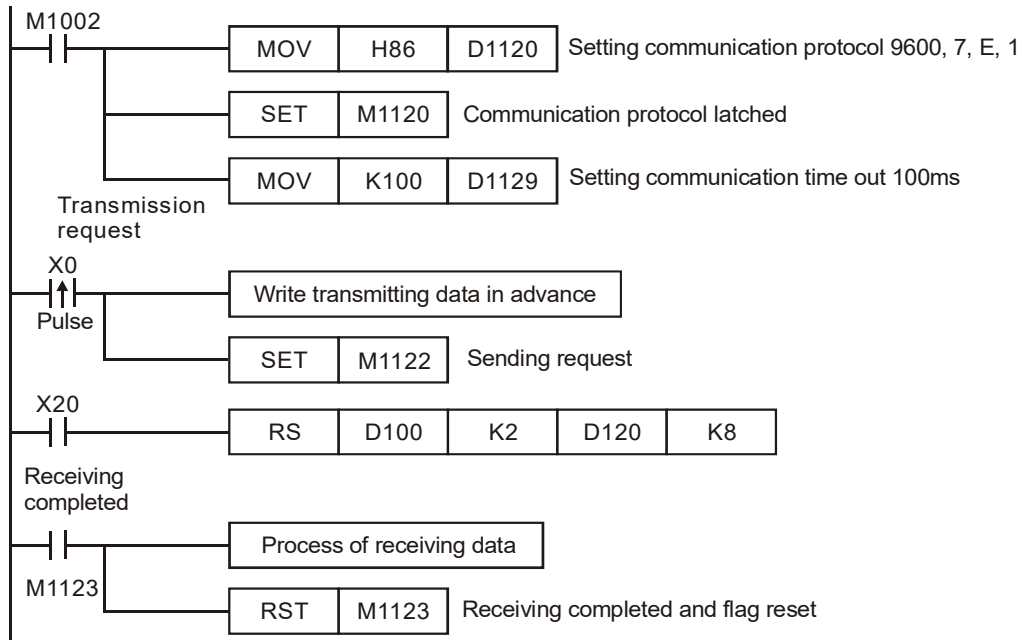 M1002
MOV H86 D1120 Setting communication protocol 9600, 7, E, 1
SET M1120 Communication protocol latched
MOV K100 D1129 Setting communication time out 100ms
Transmission
request
X0
Write transmitting data in advance
Pulse
SET M1122 Sending request
X20
RS D100 K2 D120 K8
Receiving
completed
Process of receiving data
M1123
RST M1123 Receiving completed and flag reset